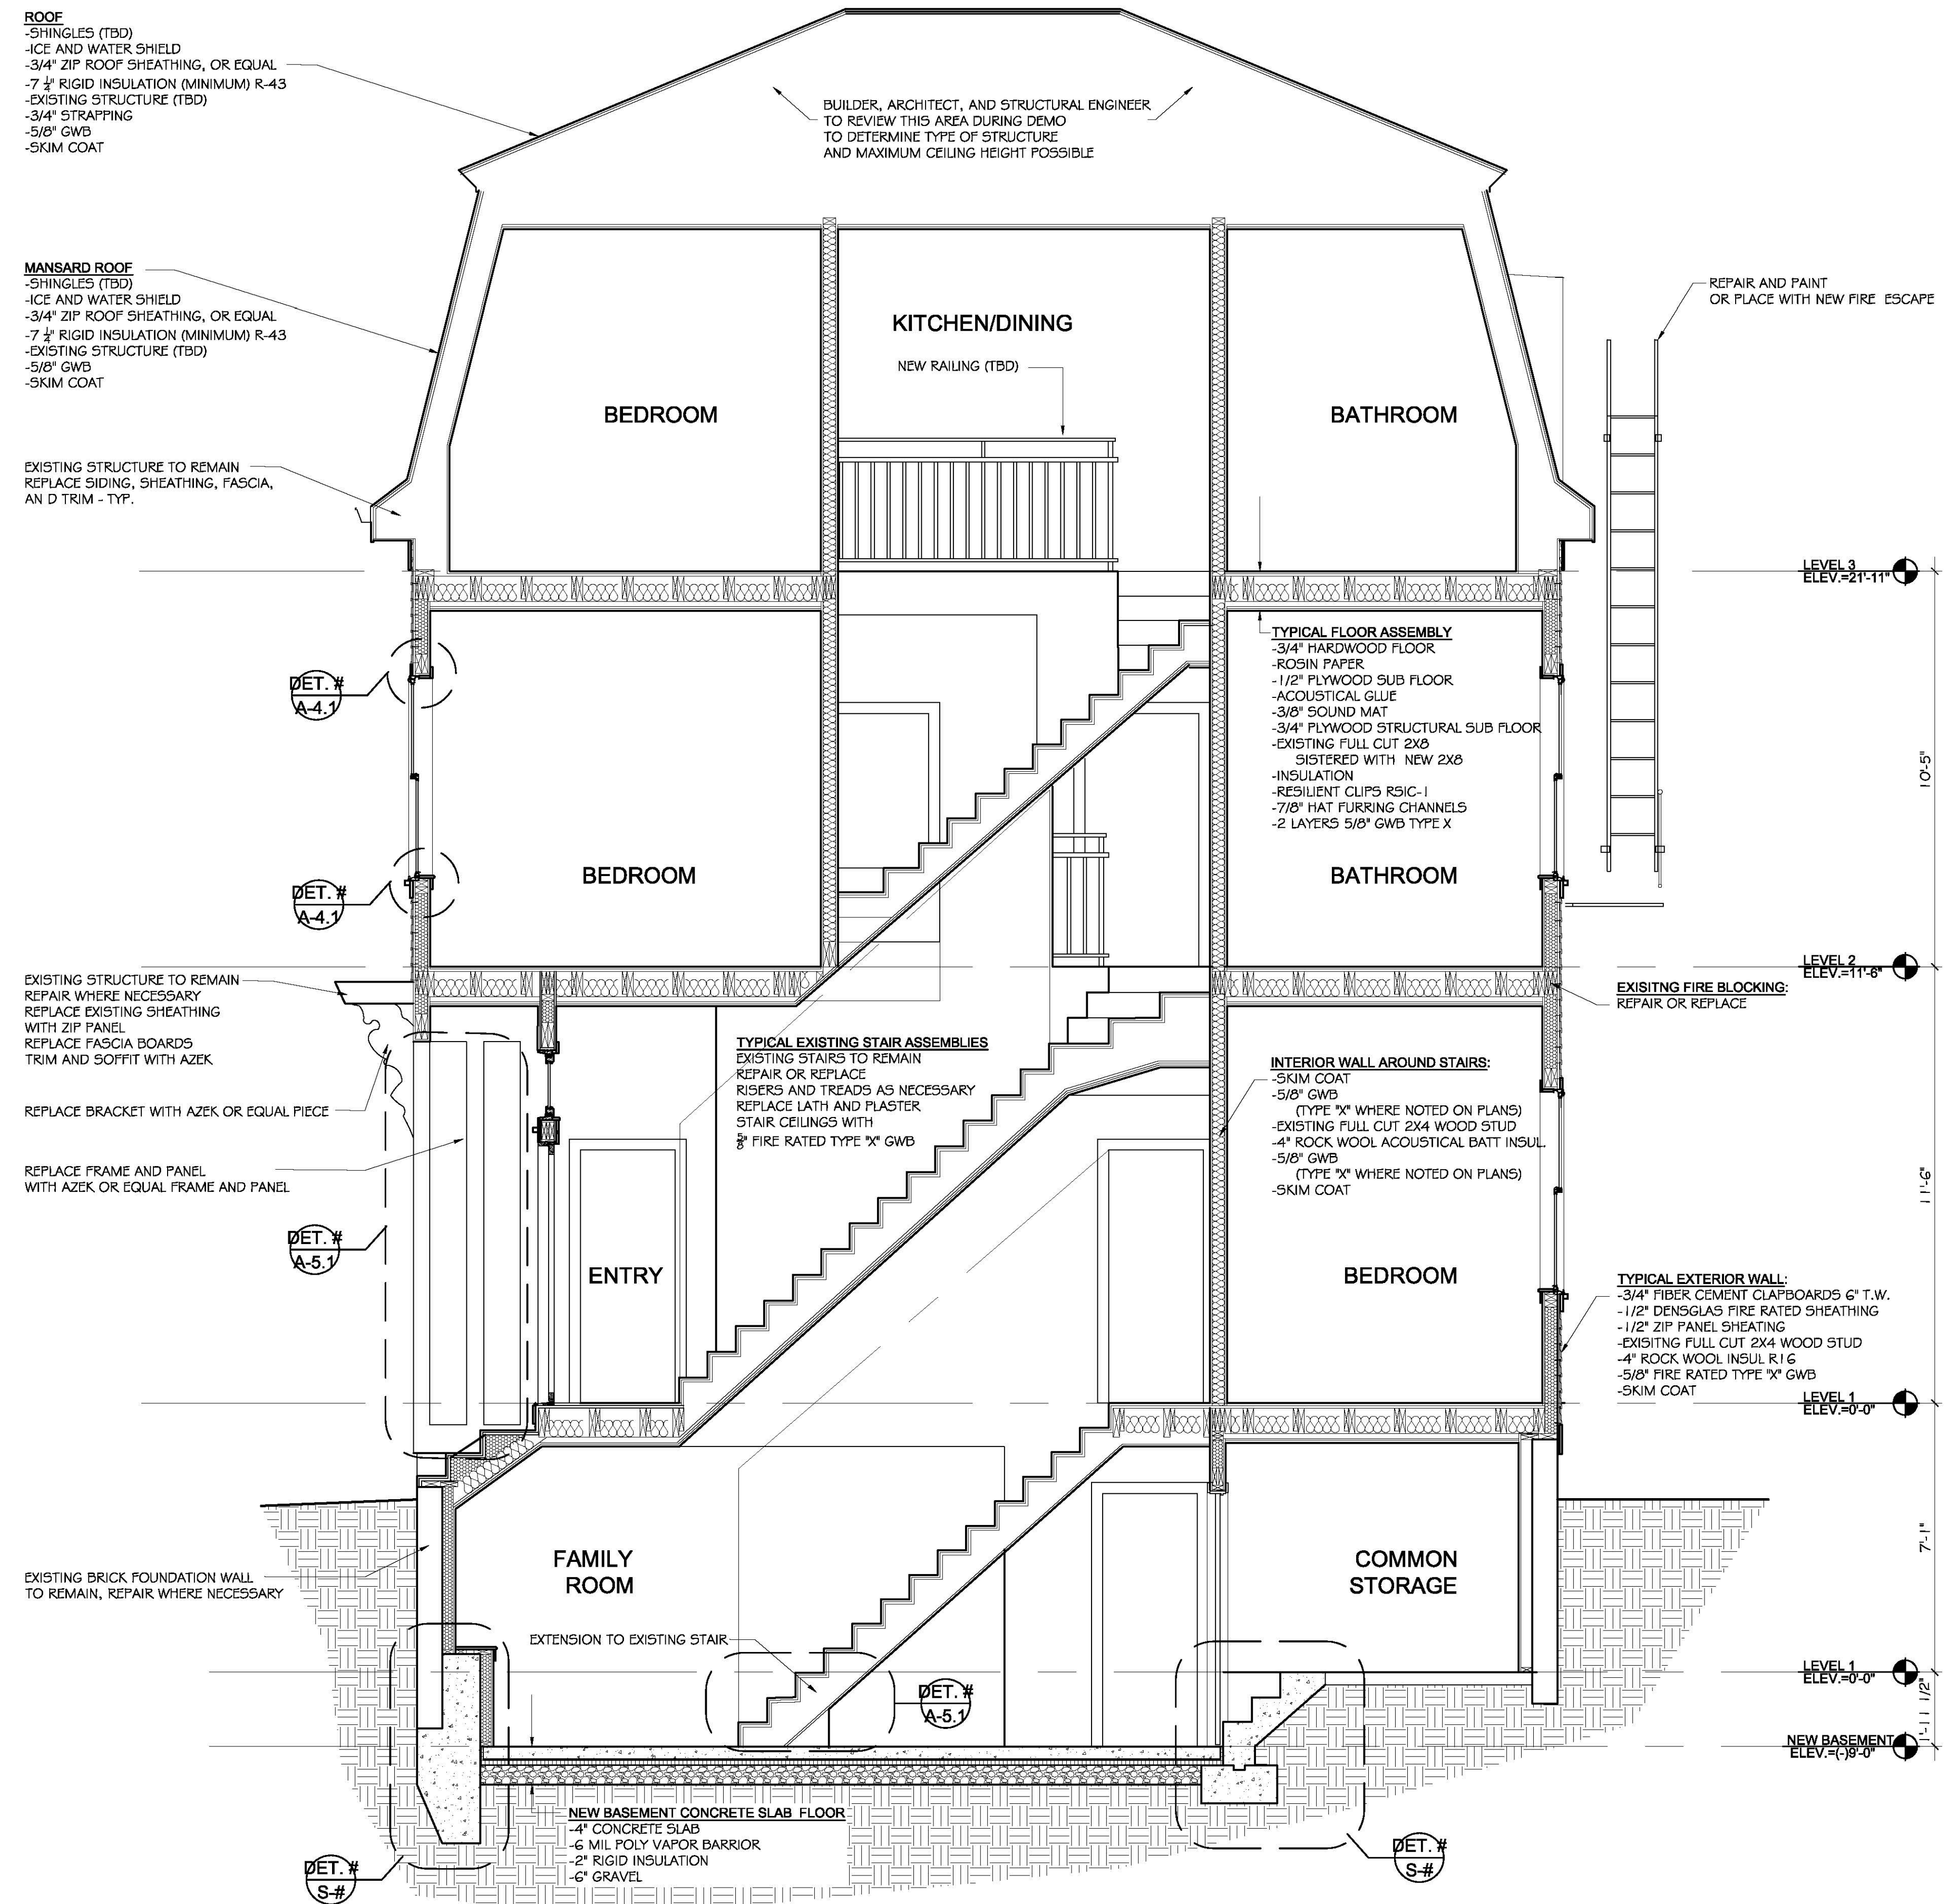 ROOF
-SHINGLES (TBD)
-ICE AND WATER SHIELD
-3/4" ZIP ROOF SHEATHING, OR EQUAL
-7 1/4" RIGID INSULATION (MINIMUM) R-43
-EXISTING STRUCTURE (TBD)
-3/4" STRAPPING
-5/8" GWB
-SKIM COAT
BUILDER, ARCHITECT, AND STRUCTURAL ENGINEER
TO REVIEW THIS AREA DURING DEMO
TO DETERMINE TYPE OF STRUCTURE
AND MAXIMUM CEILING HEIGHT POSSIBLE
MANSARD ROOF
-SHINGLES (TBD)
-ICE AND WATER SHIELD
-3/4" ZIP ROOF SHEATHING, OR EQUAL
-7 1/4" RIGID INSULATION (MINIMUM) R-43
-EXISTING STRUCTURE (TBD)
-5/8" GWB
-SKIM COAT
REPAIR AND PAINT
OR PLACE WITH NEW FIRE ESCAPE
KITCHEN/DINING
NEW RAILING (TBD)
BEDROOM
BATHROOM
EXISTING STRUCTURE TO REMAIN
REPLACE SIDING, SHEATHING, FASCIA,
AN D TRIM - TYP.
LEVEL 3
ELEV.=21'-11"
TYPICAL FLOOR ASSEMBLY
-3/4" HARDWOOD FLOOR
-ROSIN PAPER
-1/2" PLYWOOD SUB FLOOR
-ACOUSTICAL GLUE
-3/8" SOUND MAT
-3/4" PLYWOOD STRUCTURAL SUB FLOOR
-EXISTING FULL CUT 2X8
SISTERED WITH NEW 2X8
-INSULATION
-RESILIENT CLIPS RSIC-1
-7/8" HAT FURRING CHANNELS
-2 LAYERS 5/8" GWB TYPE X
DET. #
A-4.1
10'-5"
BEDROOM
BATHROOM
DET. #
A-4.1
LEVEL 2
ELEV.=11'-6"
EXISITNG FIRE BLOCKING:
REPAIR OR REPLACE
EXISTING STRUCTURE TO REMAIN
REPAIR WHERE NECESSARY
REPLACE EXISTING SHEATHING
WITH ZIP PANEL
REPLACE FASCIA BOARDS
TRIM AND SOFFIT WITH AZEK
REPLACE BRACKET WITH AZEK OR EQUAL PIECE
REPLACE FRAME AND PANEL
WITH AZEK OR EQUAL FRAME AND PANEL
TYPICAL EXISTING STAIR ASSEMBLIES
EXISTING STAIRS TO REMAIN
REPAIR OR REPLACE
RISERS AND TREADS AS NECESSARY
REPLACE LATH AND PLASTER
STAIR CEILINGS WITH
5/8" FIRE RATED TYPE "X" GWB
INTERIOR WALL AROUND STAIRS:
-SKIM COAT
-5/8" GWB
(TYPE "X" WHERE NOTED ON PLANS)
-EXISTING FULL CUT 2X4 WOOD STUD
-4" ROCK WOOL ACOUSTICAL BATT INSUL.
-5/8" GWB
(TYPE "X" WHERE NOTED ON PLANS)
-SKIM COAT
11'-6"
DET. #
A-5.1
ENTRY
BEDROOM
TYPICAL EXTERIOR WALL:
-3/4" FIBER CEMENT CLAPBOARDS 6" T.W.
-1/2" DENSGLAS FIRE RATED SHEATHING
-1/2" ZIP PANEL SHEATING
-EXISITNG FULL CUT 2X4 WOOD STUD
-4" ROCK WOOL INSUL R16
-5/8" FIRE RATED TYPE "X" GWB
-SKIM COAT
LEVEL 1
ELEV.=0'-0"
7'-1"
FAMILY
ROOM
COMMON
STORAGE
EXISTING BRICK FOUNDATION WALL
TO REMAIN, REPAIR WHERE NECESSARY
EXTENSION TO EXISTING STAIR
DET. #
A-5.1
LEVEL 1
ELEV.=0'-0"
1'-11 1/2"
NEW BASEMENT
ELEV.=(-)9'-0"
NEW BASEMENT CONCRETE SLAB FLOOR
-4" CONCRETE SLAB
-6 MIL POLY VAPOR BARRIOR
-2" RIGID INSULATION
-6" GRAVEL
DET. #
S-#
DET. #
S-#